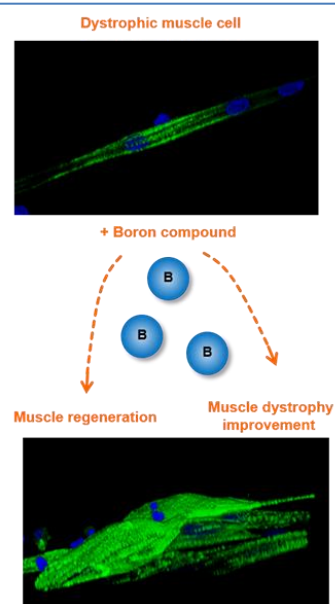 Dystrophic muscle cell
+ Boron compound
B
B
B
Muscle regeneration
Muscle dystrophy
improvement